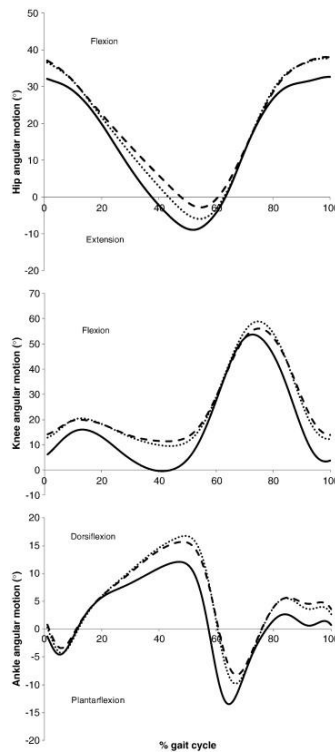 50
40
Flexion
30
20
10
0
0 20 40 60 80 100
-10
Extension
-20
Hip angular motion (°)
70
60
Flexion
50
40
30
20
10
0
0 20 40 60 80 100
-10
Knee angular motion (°)
20
Dorsiflexion
15
10
5
0
0 20 40 60 80 100
-5
-10
-15
Plantarflexion
-20
Ankle angular motion (°)
% gait cycle